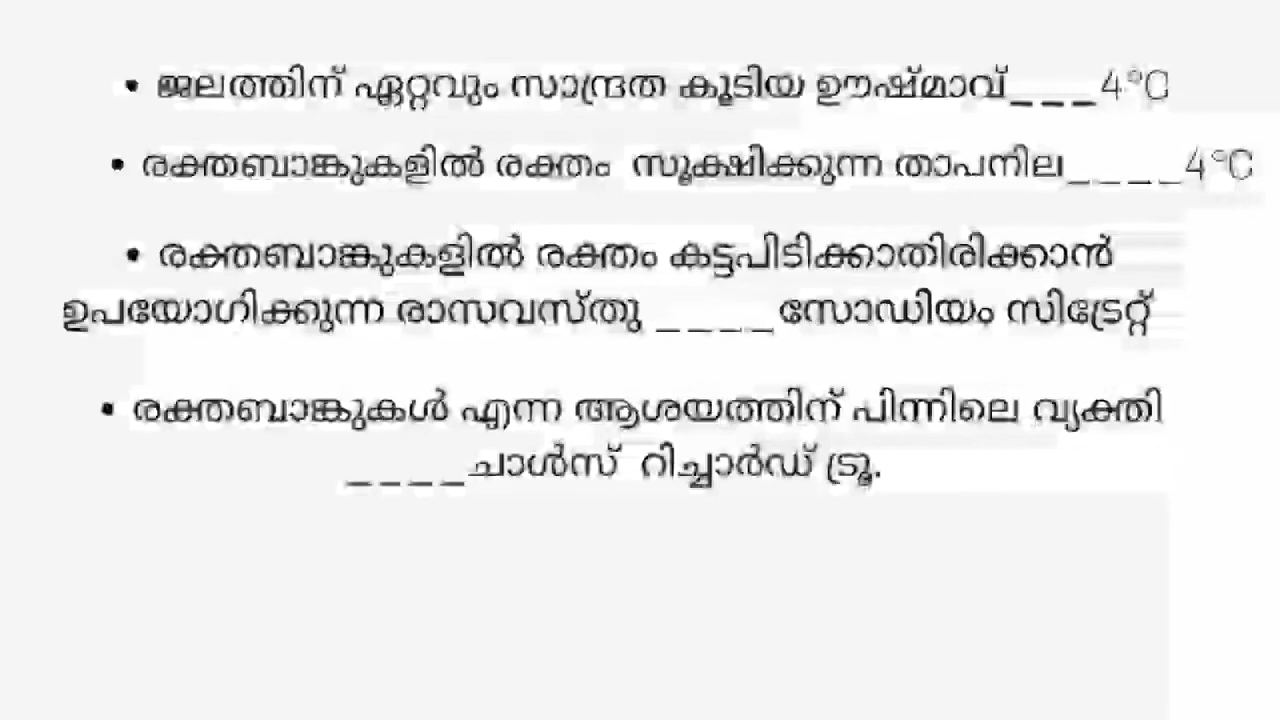 • ജലത്തിന് ഏറ്റവും സാന്ദ്രത കൂടിയ ഊഷ്മാവ്___4°C
• രക്തബാങ്കുകളിൽ രക്തം സൂക്ഷിക്കുന്ന താപനില____4°C
• രക്തബാങ്കുകളിൽ രക്തം കട്ടപിടിക്കാതിരിക്കാൻ
ഉപയോഗിക്കുന്ന രാസവസ്തു ____സോഡിയം സിട്രേറ്റ്
• രക്തബാങ്കുകൾ എന്ന ആശയത്തിന് പിന്നിലെ വ്യക്തി
____ചാൾസ് റിച്ചാർഡ് ട്രൂ.